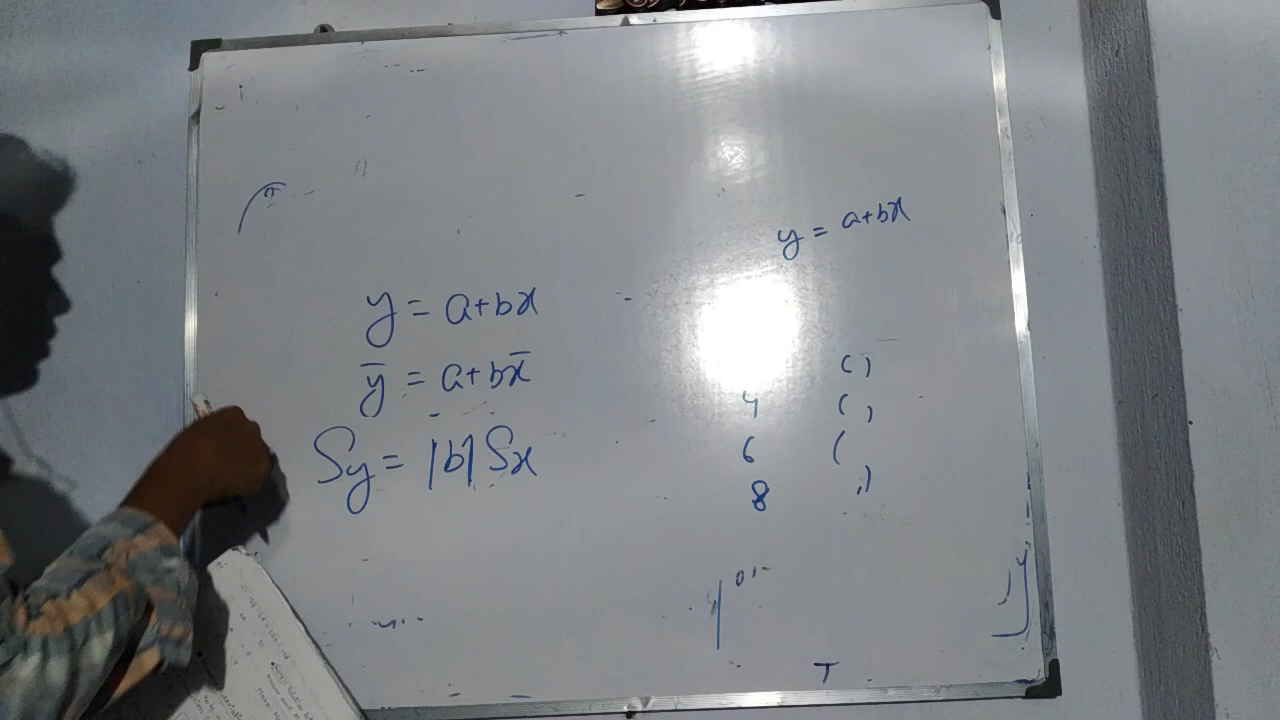 y = a+bx
y = a+bx
y̅ = a+bx̅
Sy = |b| Sx
( )
4 ( )
6 (
8 )